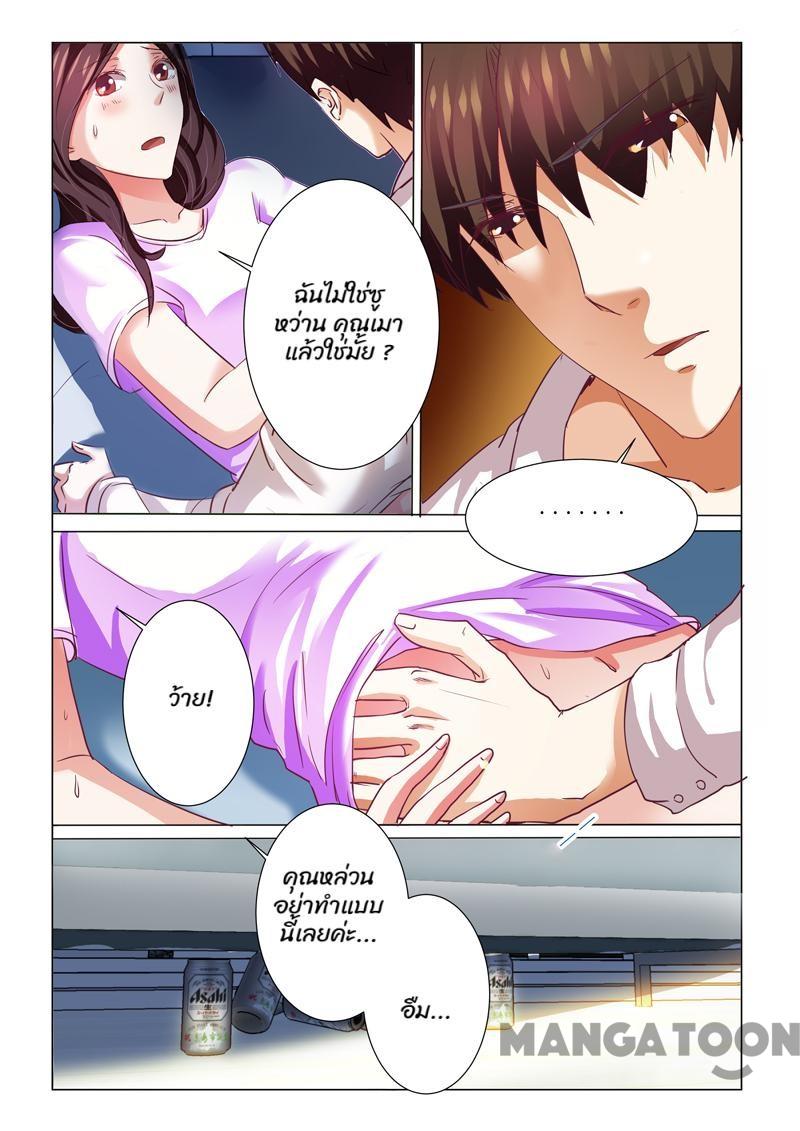 ฉันไม่ใช่ซู
หว่าน คุณเมา
แล้วใช่มั้ย ?
.......
ว้าย!
คุณหล่วน
อย่าทำแบบ
นี้เลยค่ะ...
อืม...
Asahi
生
Asahi
MANGATOON